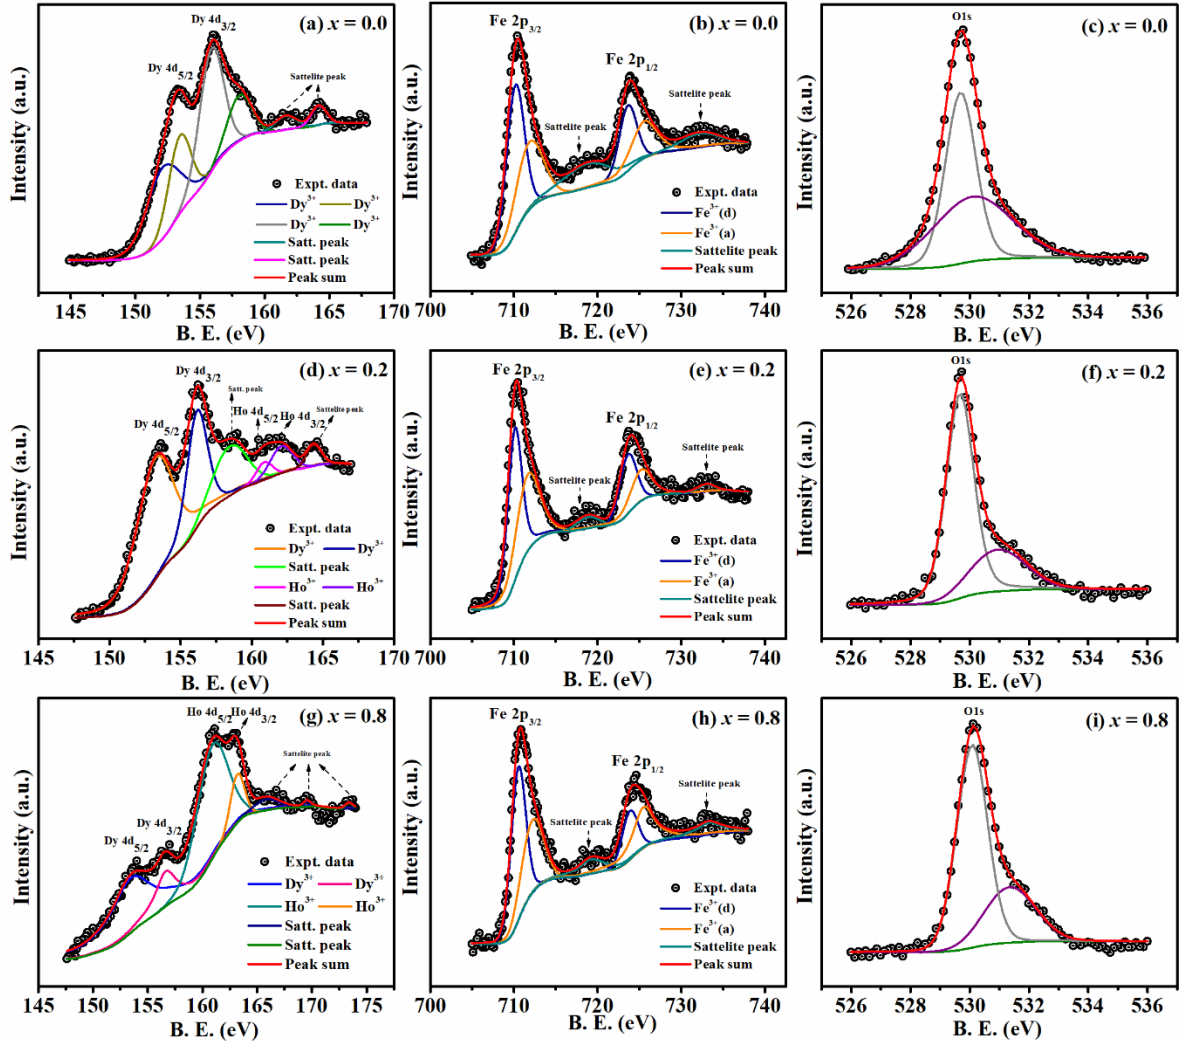 (a) x = 0.0
Dy 4d3/2
Dy 4d5/2
Sattelite peak
Expt. data
Dy3+ Dy3+
Dy3+ Dy3+
Satt. peak
Satt. peak
Peak sum
Intensity (a.u.)
145 150 155 160 165 170
B. E. (eV)
(b) x = 0.0
Fe 2p3/2
Fe 2p1/2
Sattelite peak
Sattelite peak
Expt. data
Fe3+(d)
Fe3+(a)
Sattelite peak
Peak sum
Intensity (a.u.)
700 710 720 730 740
B. E. (eV)
(c) x = 0.0
O1s
Intensity (a.u.)
526 528 530 532 534 536
B. E. (eV)
(d) x = 0.2
Dy 4d3/2
Satt. peak
Ho 4d5/2 Ho 4d3/2
Sattelite peak
Dy 4d5/2
Expt. data
Dy3+ Dy3+
Satt. peak
Ho3+ Ho3+
Satt. peak
Peak sum
Intensity (a.u.)
145 150 155 160 165 170
B. E. (eV)
(e) x = 0.2
Fe 2p3/2
Fe 2p1/2
Sattelite peak
Sattelite peak
Expt. data
Fe3+(d)
Fe3+(a)
Sattelite peak
Peak sum
Intensity (a.u.)
700 710 720 730 740
B. E. (eV)
(f) x = 0.2
O1s
Intensity (a.u.)
526 528 530 532 534 536
B. E. (eV)
(g) x = 0.8
Ho 4d5/2 Ho 4d3/2
Sattelite peak
Dy 4d5/2
Dy 4d3/2
Expt. data
Dy3+ Dy3+
Ho3+ Ho3+
Satt. peak
Satt. peak
Peak sum
Intensity (a.u.)
145 150 155 160 165 170 175
B. E. (eV)
(h) x = 0.8
Fe 2p3/2
Fe 2p1/2
Sattelite peak
Sattelite peak
Expt. data
Fe3+(d)
Fe3+(a)
Sattelite peak
Peak sum
Intensity (a.u.)
700 710 720 730 740
B. E. (eV)
(i) x = 0.8
O1s
Intensity (a.u.)
526 528 530 532 534 536
B. E. (eV)